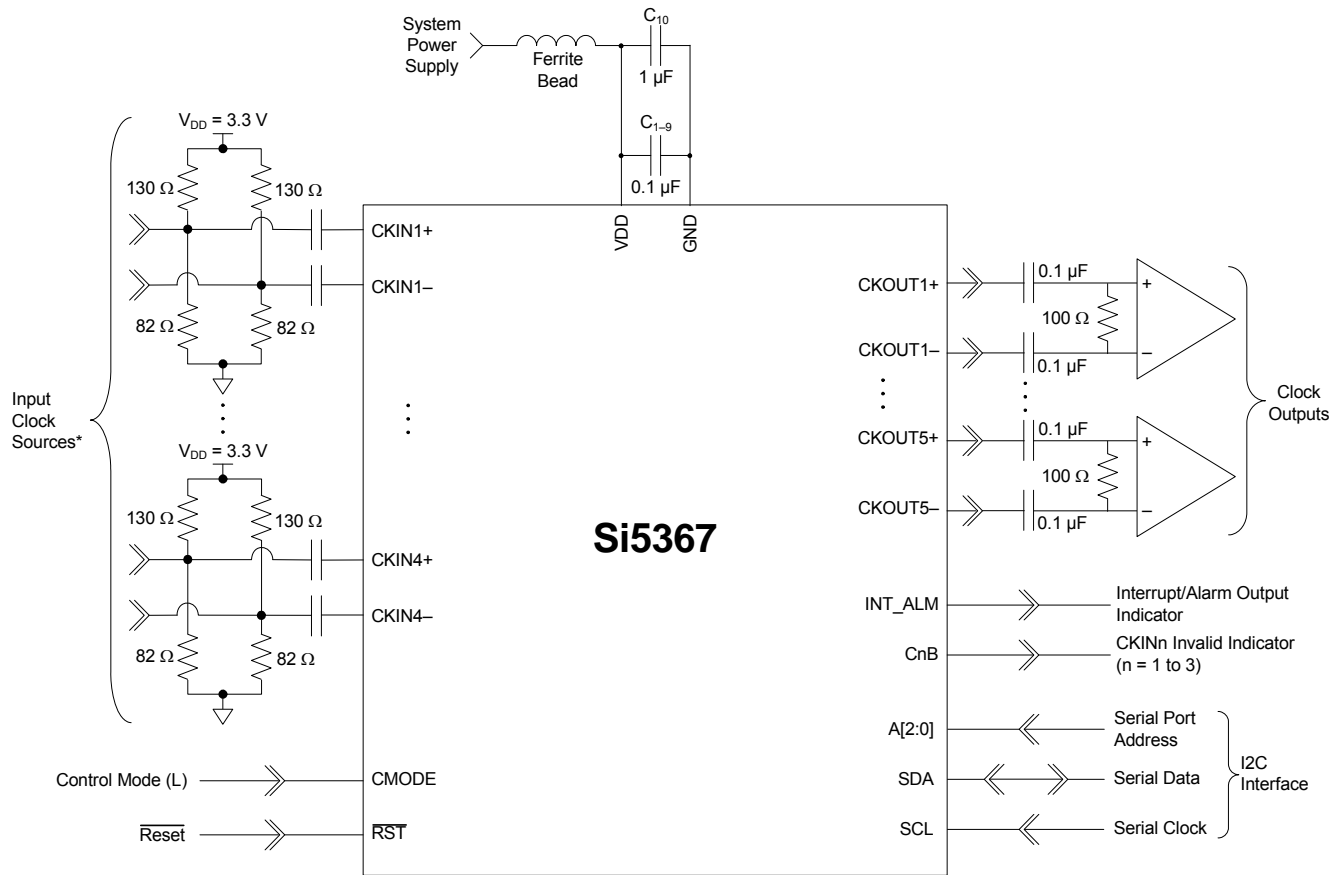 System
Power
Supply
Ferrite
Bead
C10
1 µF
C1–9
0.1 µF
VDD
GND
Input
Clock
Sources*
VDD = 3.3 V
130 Ω
130 Ω
CKIN1+
CKIN1–
82 Ω
82 Ω
VDD = 3.3 V
130 Ω
130 Ω
CKIN4+
CKIN4–
82 Ω
82 Ω
Control Mode (L)
CMODE
Reset
RST
Si5367
CKOUT1+
0.1 µF
+
100 Ω
CKOUT1–
–
0.1 µF
CKOUT5+
0.1 µF
+
100 Ω
CKOUT5–
–
0.1 µF
Clock
Outputs
INT_ALM
Interrupt/Alarm Output
Indicator
CnB
CKINn Invalid Indicator
(n = 1 to 3)
A[2:0]
Serial Port
Address
SDA
Serial Data
SCL
Serial Clock
I2C
Interface